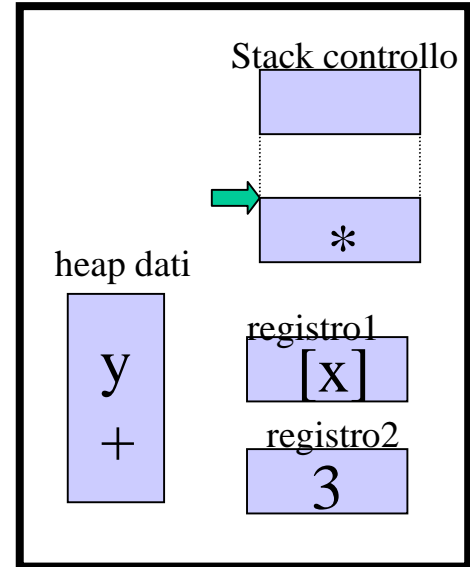 Stack controllo
*
heap dati
y
+
registro1
[x]
registro2
3